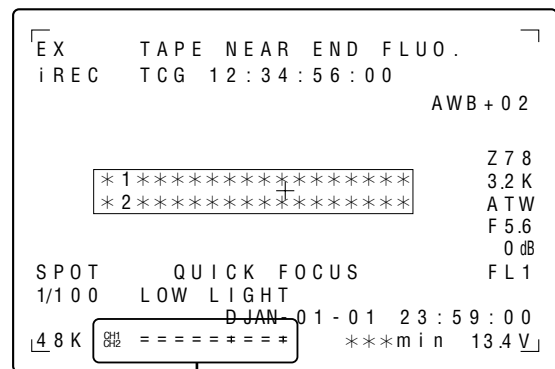 EX TAPE NEAR END FLUO.
iREC TCG 12:34:56:00
AWB+02
Z78
*1****************
3.2K
*2****************
ATW
F5.6
0dB
SPOT QUICK FOCUS FL1
1/100 LOW LIGHT
DJAN-01-01 23:59:00
48K CH1 CH2 ========= ***min 13.4V